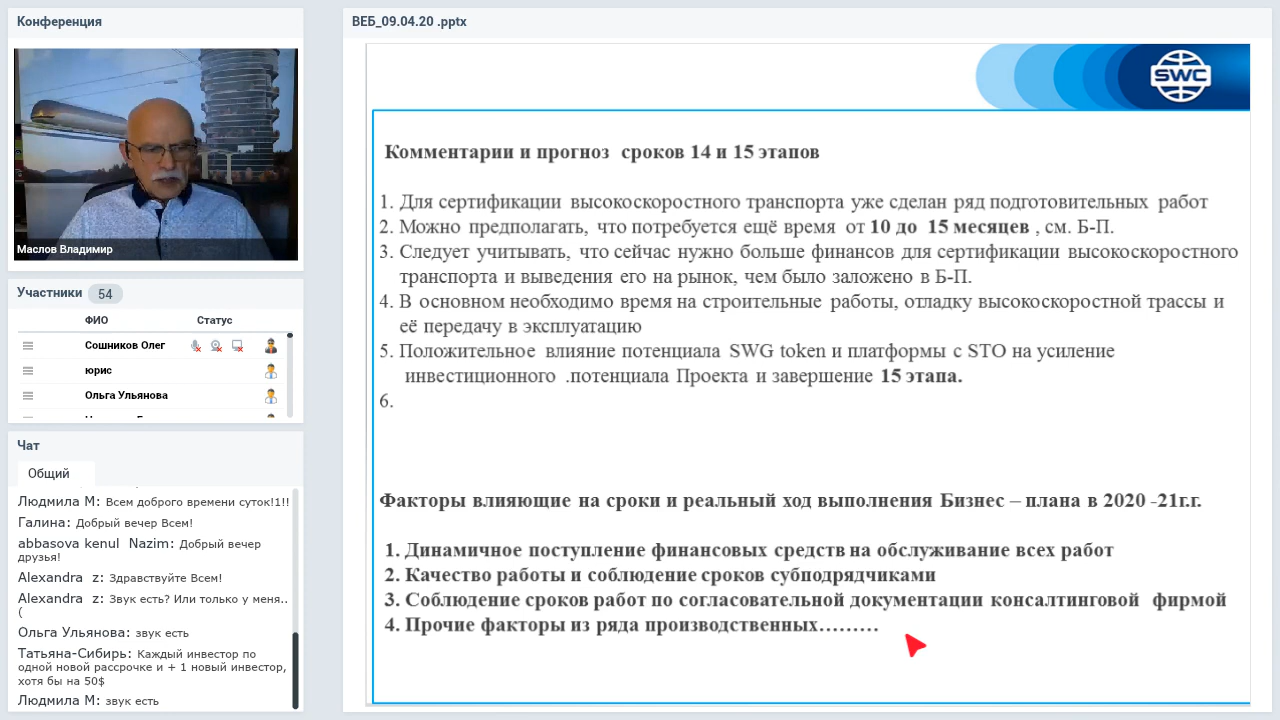 Конференция
Маслов Владимир
Участники 54
ФИО Статус
Сошников Олег
юрис
Ольга Ульянова
Чат
Общий
Людмила М: Всем доброго времени суток!1!!
Галина: Добрый вечер Всем!
abbasova kenul Nazim: Добрый вечер
друзья!
Alexandra z: Здравствуйте Всем!
Alexandra z: Звук есть? Или только у меня..
(
Ольга Ульянова: звук есть
Татьяна-Сибирь: Каждый инвестор по
одной новой рассрочке и + 1 новый инвестор,
хотя бы на 50$
Людмила М: звук есть
ВЕБ_09.04.20 .pptx
SWC
Комментарии и прогноз сроков 14 и 15 этапов
1. Для сертификации высокоскоростного транспорта уже сделан ряд подготовительных работ
2. Можно предполагать, что потребуется ещё время от 10 до 15 месяцев , см. Б-П.
3. Следует учитывать, что сейчас нужно больше финансов для сертификации высокоскоростного
транспорта и выведения его на рынок, чем было заложено в Б-П.
4. В основном необходимо время на строительные работы, отладку высокоскоростной трассы и
её передачу в эксплуатацию
5. Положительное влияние потенциала SWG token и платформы с STO на усиление
инвестиционного .потенциала Проекта и завершение 15 этапа.
6.
Факторы влияющие на сроки и реальный ход выполнения Бизнес – плана в 2020 -21г.г.
1. Динамичное поступление финансовых средств на обслуживание всех работ
2. Качество работы и соблюдение сроков субподрядчиками
3. Соблюдение сроков работ по согласовательной документации консалтинговой фирмой
4. Прочие факторы из ряда производственных………